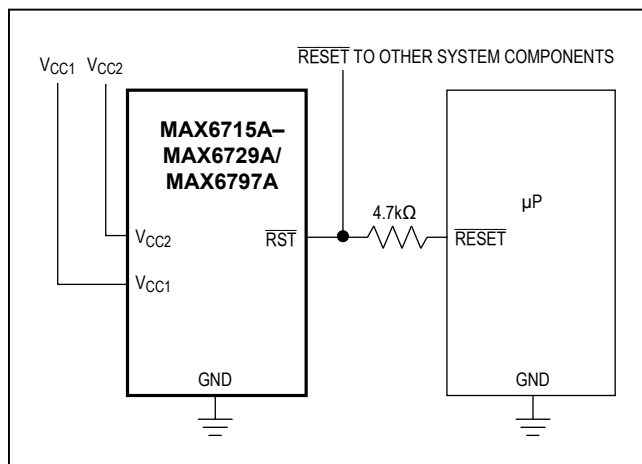 RESET TO OTHER SYSTEM COMPONENTS
VCC1 VCC2
MAX6715A–
MAX6729A/
MAX6797A
µP
4.7kΩ
VCC2
RST
RESET
VCC1
GND
GND